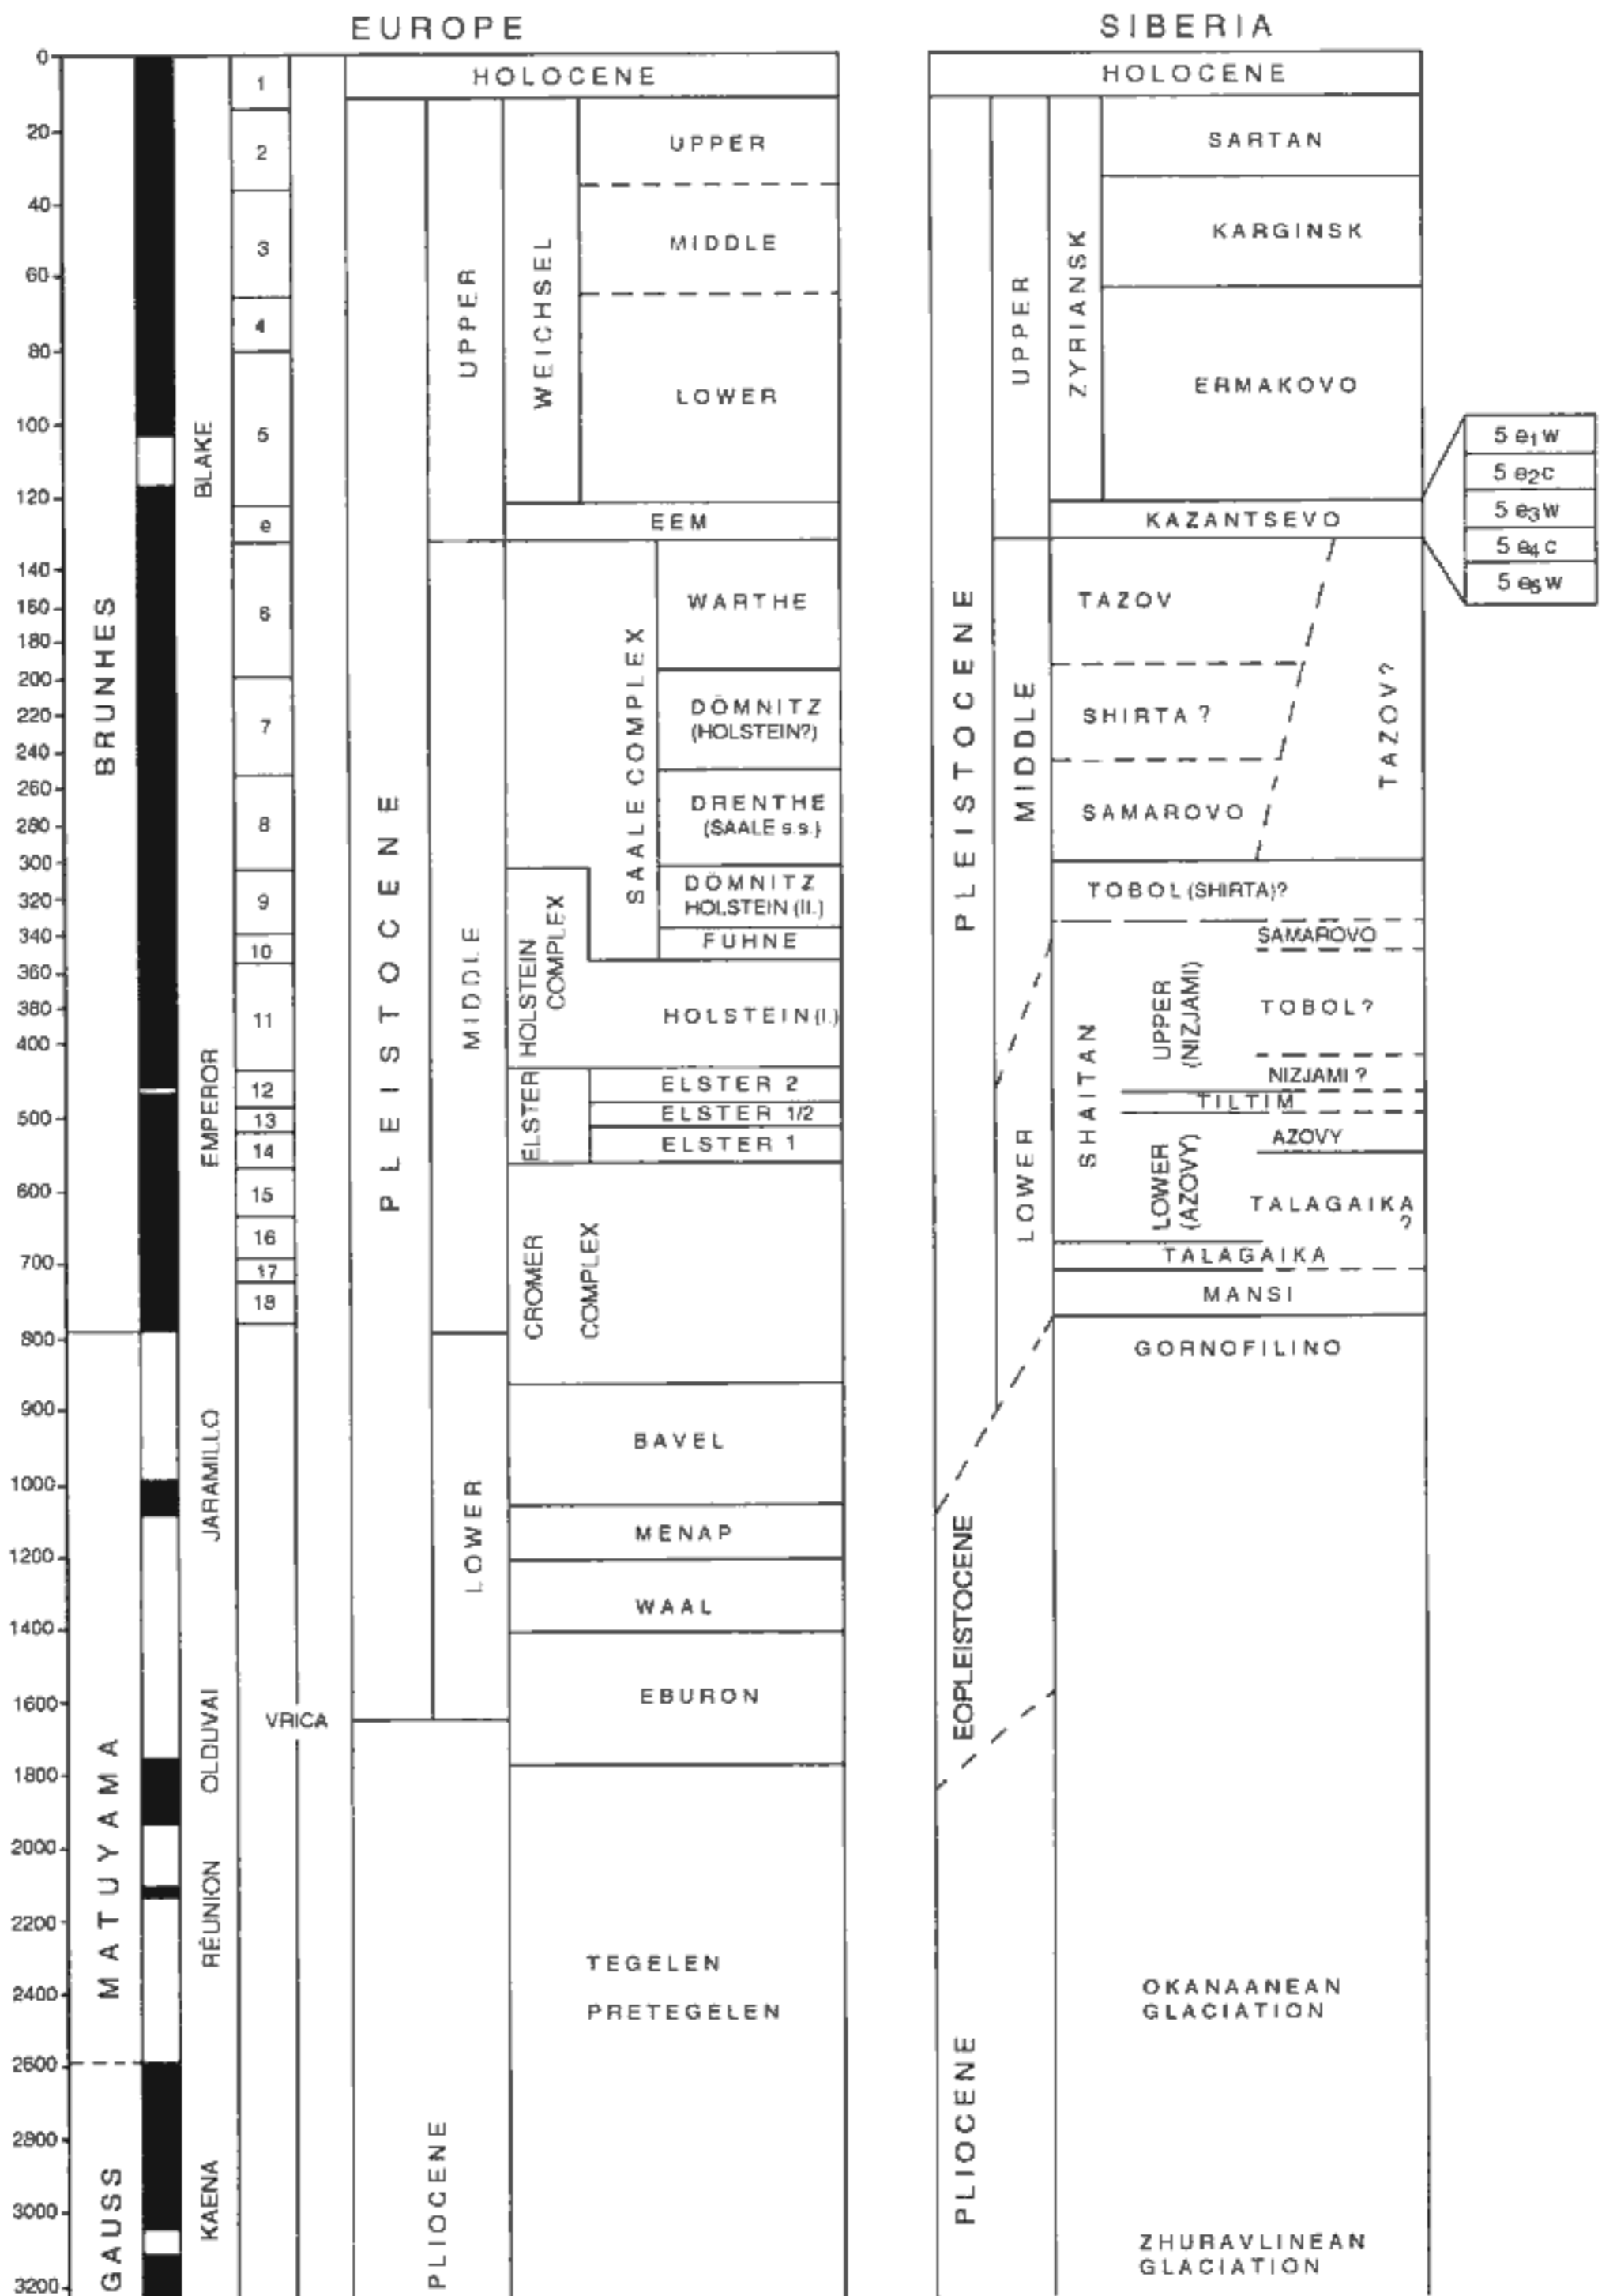 EUROPE
SIBERIA
0
20
40
60
80
100
120
140
160
180
200
220
240
260
280
300
320
340
360
380
400
500
600
700
800
900
1000
1200
1400
1600
1800
2000
2200
2400
2600
2800
3000
3200
BRUNHES
MATUYAMA
GAUSS
BLAKE
EMPEROR
JARAMILLO
OLDUVAI
RÉUNION
KAENA
1
2
3
4
5
e
6
7
8
9
10
11
12
13
14
15
16
17
18
VRICA
HOLOCENE
PLEISTOCENE
PLIOCENE
UPPER
MIDDLE
LOWER
WEICHSEL
UPPER
MIDDLE
LOWER
EEM
SAALE COMPLEX
WARTHE
DÖMNITZ
(HOLSTEIN?)
DRENTHE
(SAALE s.s.)
DÖMNITZ
HOLSTEIN (II.)
FUHNE
HOLSTEIN
COMPLEX
HOLSTEIN (I.)
ELSTER
ELSTER 2
ELSTER 1/2
ELSTER 1
CROMER
COMPLEX
BAVEL
MENAP
WAAL
EBURON
TEGELEN
PRETEGELEN
HOLOCENE
PLEISTOCENE
EOPLEISTOCENE
PLIOCENE
UPPER
MIDDLE
LOWER
ZYRIANSK
SARTAN
KARGINSK
ERMAKOVO
KAZANTSEVO
5 e1 w
5 e2 c
5 e3 w
5 e4 c
5 e5 w
TAZOV
SHIRTA ?
SAMAROVO
TAZOV?
TOBOL (SHIRTA)?
SHAITAN
UPPER
(NIZJAMI)
SAMAROVO
TOBOL?
NIZJAMI ?
TILTIM
LOWER
(AZOVY)
AZOVY
TALAGAIKA
?
TALAGAIKA
MANSI
GORNOFILINO
OKANAANEAN
GLACIATION
ZHURAVLINEAN
GLACIATION